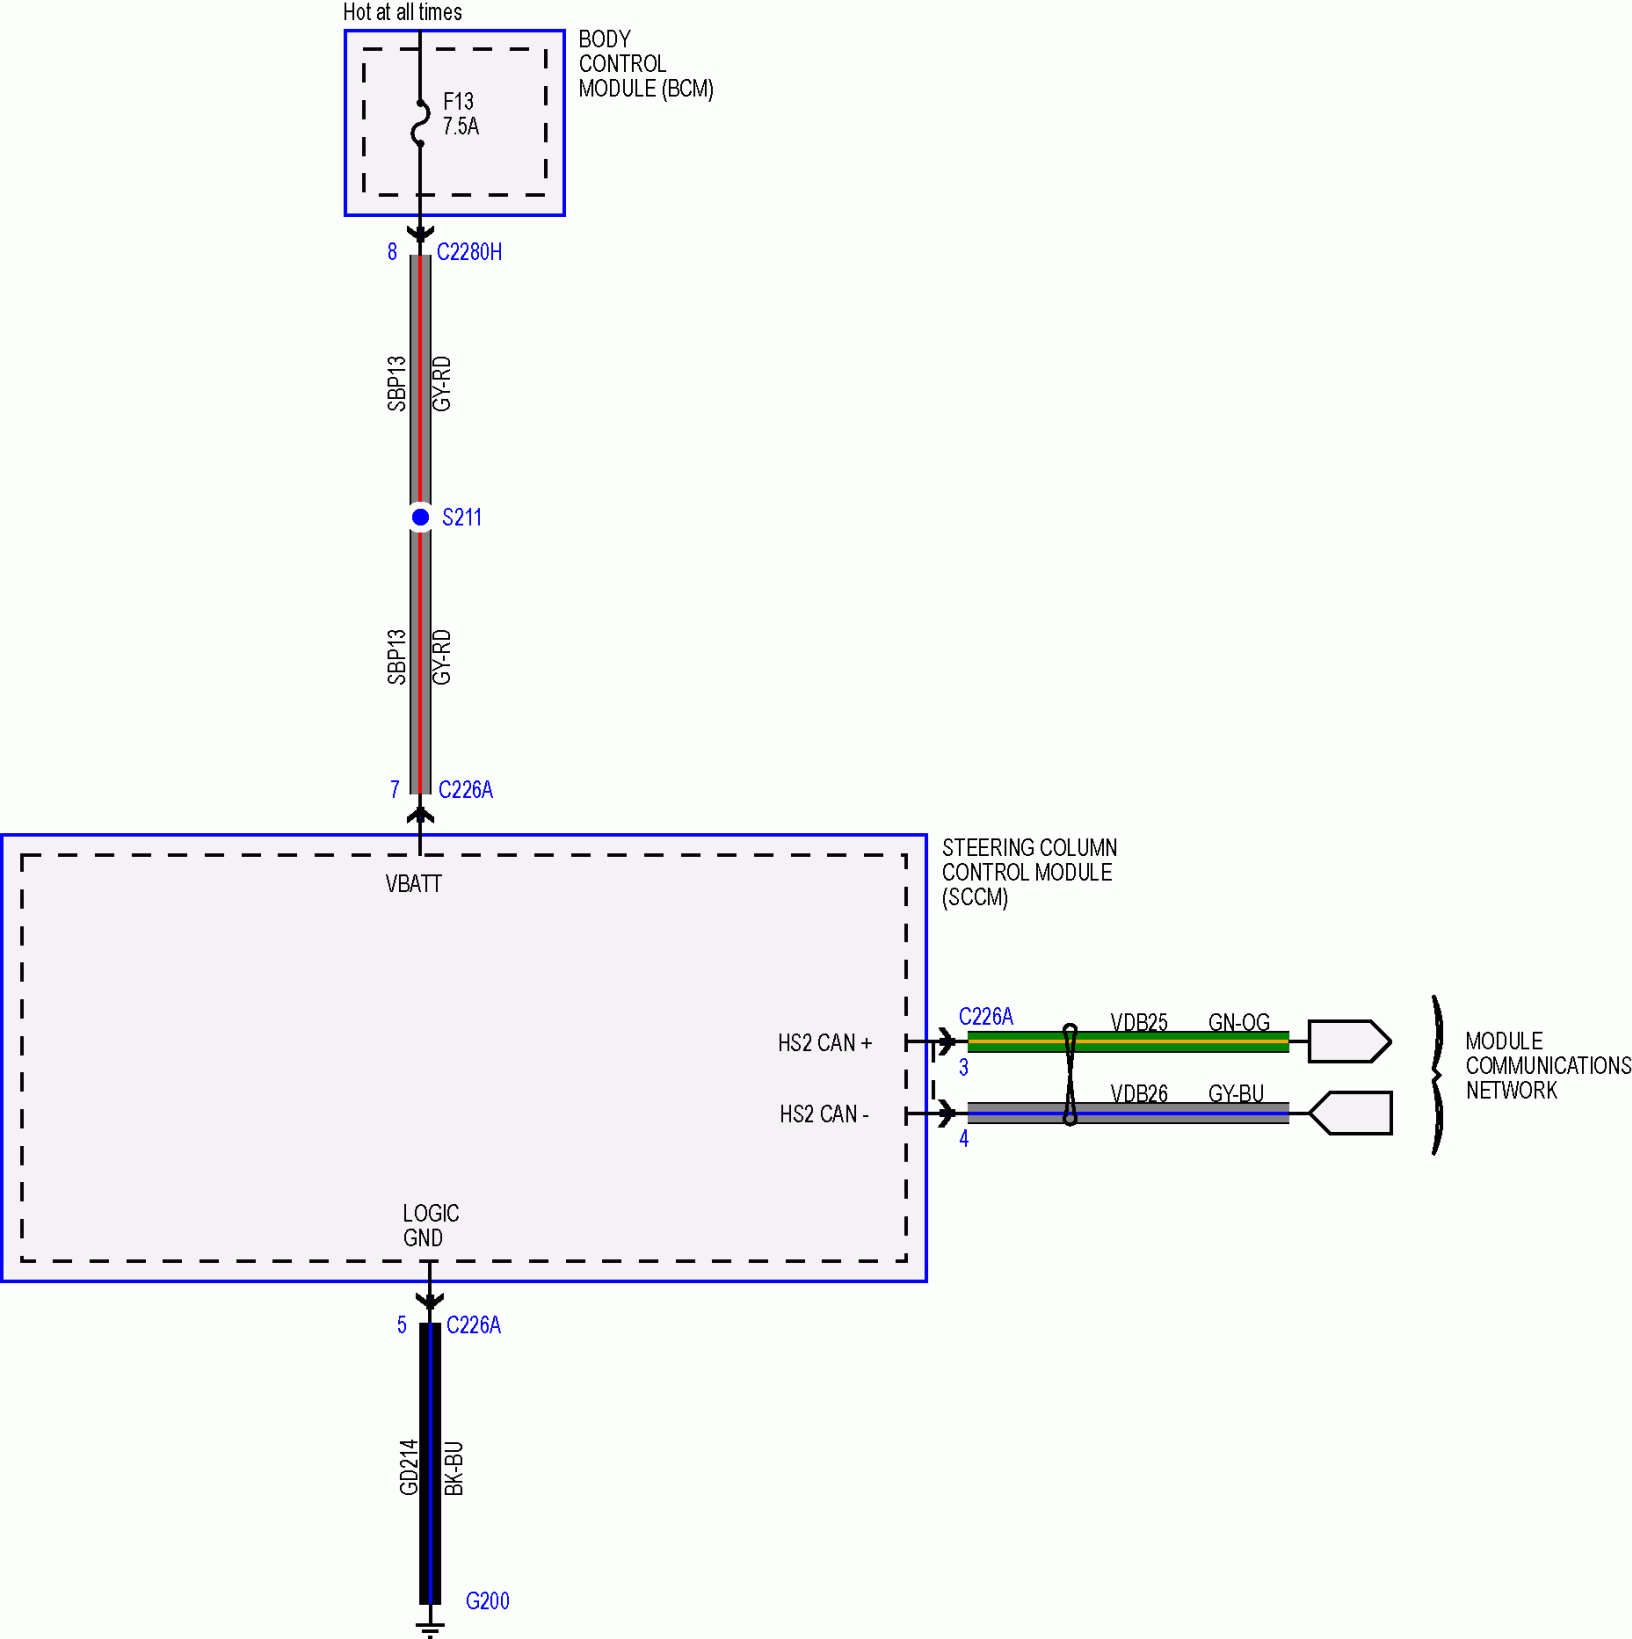 Hot at all times
BODY
CONTROL
MODULE (BCM)
F13
7.5A
8
C2280H
SBP13
GY-RD
S211
SBP13
GY-RD
7
C226A
STEERING COLUMN
CONTROL MODULE
(SCCM)
VBATT
C226A
HS2 CAN +
3
VDB25
GN-OG
HS2 CAN -
4
VDB26
GY-BU
MODULE
COMMUNICATIONS
NETWORK
LOGIC
GND
5
C226A
GD214
BK-BU
G200